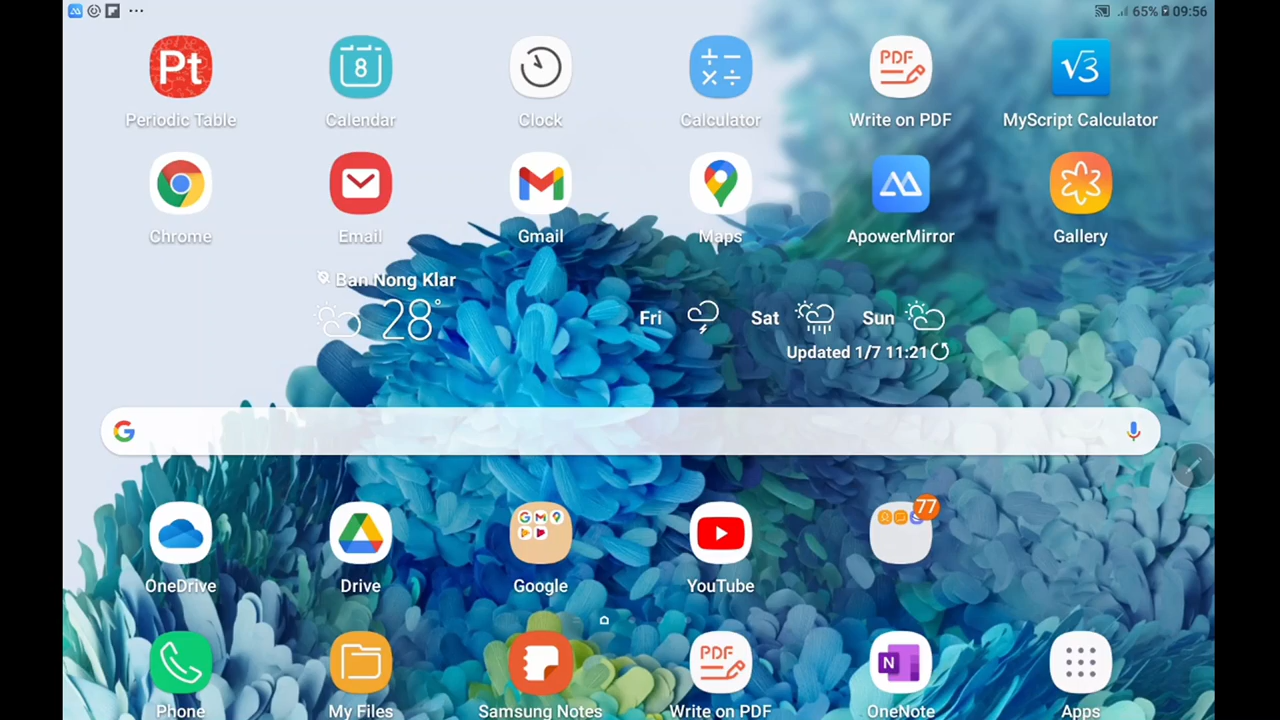 65% 09:56
Pt 8 PDF √3
Periodic Table Calendar Clock Calculator Write on PDF MyScript Calculator
Chrome Email Gmail Maps ApowerMirror Gallery
Ban Nong Klar
28° Fri Sat Sun
Updated 1/7 11:21
77
OneDrive Drive Google YouTube
PDF N
Phone My Files Samsung Notes Write on PDF OneNote Apps